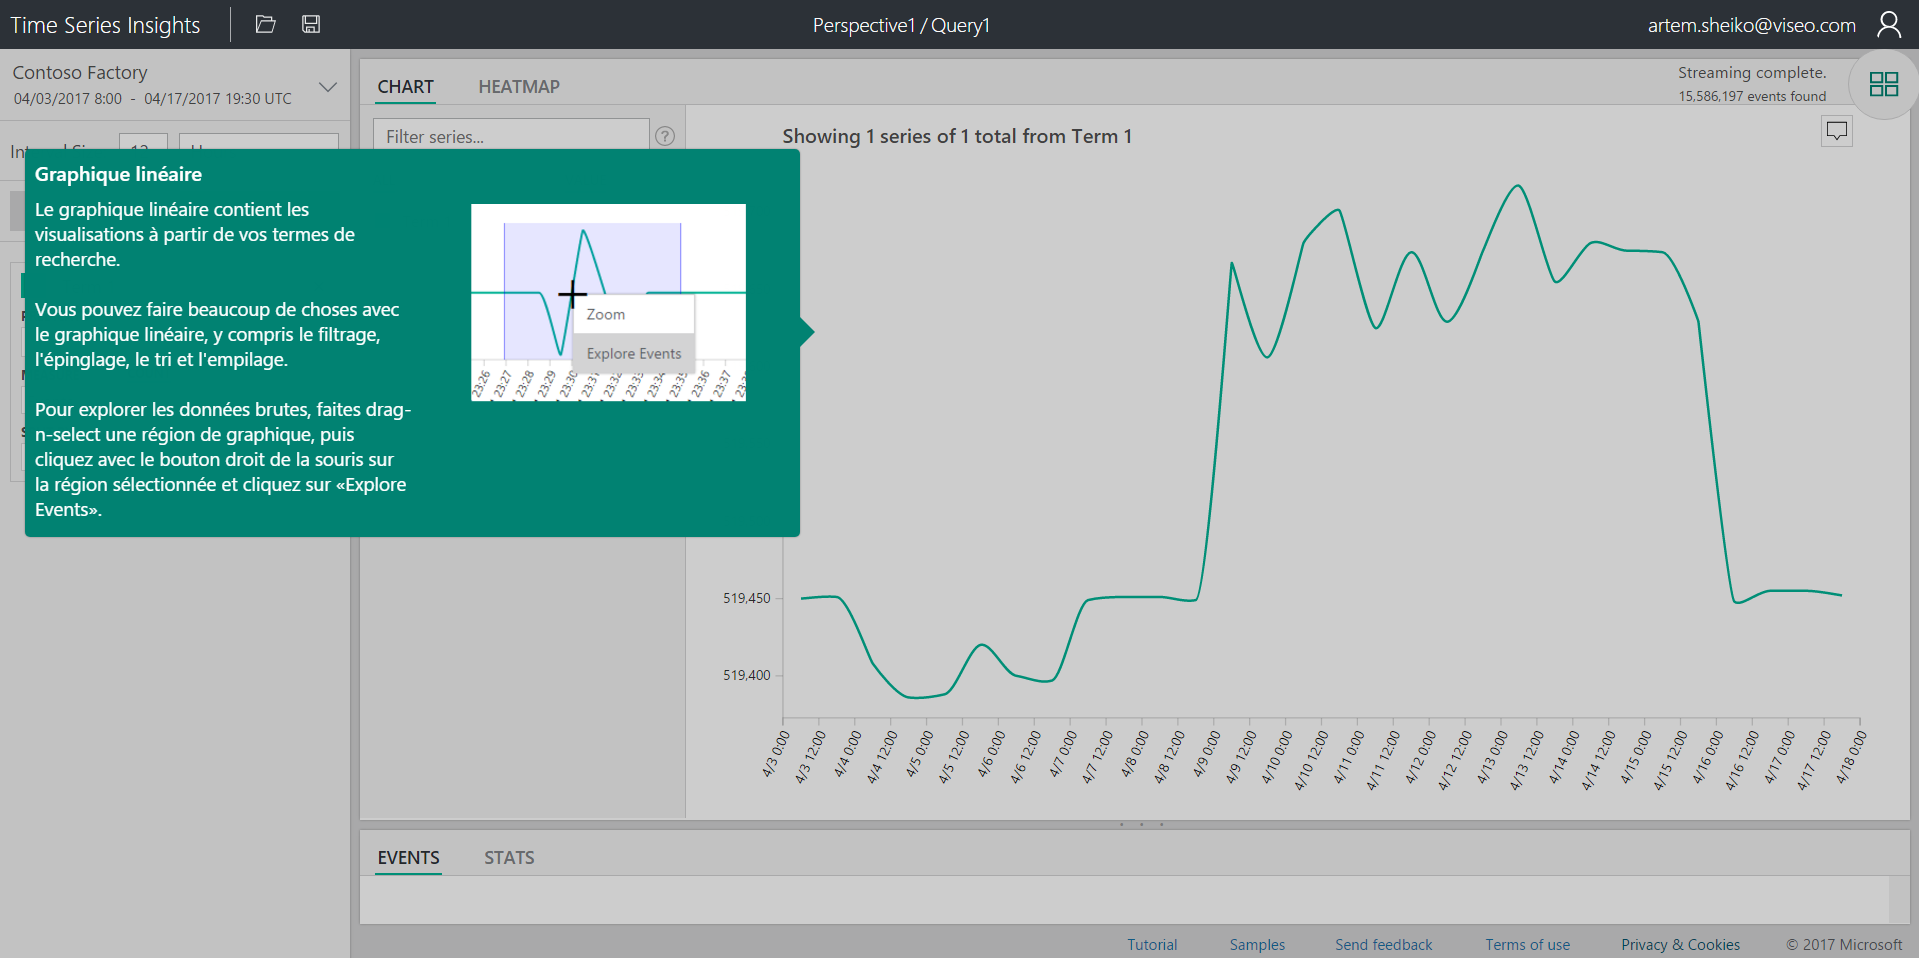 Time Series Insights
Perspective1 / Query1
artem.sheiko@viseo.com
Contoso Factory
04/03/2017 8:00 - 04/17/2017 19:30 UTC
CHART
HEATMAP
Streaming complete.
15,586,197 events found
Filter series...
?
Showing 1 series of 1 total from Term 1
Graphique linéaire
Le graphique linéaire contient les
visualisations à partir de vos termes de
recherche.
Vous pouvez faire beaucoup de choses avec
le graphique linéaire, y compris le filtrage,
l'épinglage, le tri et l'empilage.
Pour explorer les données brutes, faites drag-
n-select une région de graphique, puis
cliquez avec le bouton droit de la souris sur
la région sélectionnée et cliquez sur «Explore
Events».
Zoom
Explore Events
23:26
23:27
23:28
23:29
23:30
23:31
23:32
23:33
23:34
23:35
23:36
23:37
519,450
519,400
4/3 0:00
4/3 12:00
4/4 0:00
4/4 12:00
4/5 0:00
4/5 12:00
4/6 0:00
4/6 12:00
4/7 0:00
4/7 12:00
4/8 0:00
4/8 12:00
4/9 0:00
4/9 12:00
4/10 0:00
4/10 12:00
4/11 0:00
4/11 12:00
4/12 0:00
4/12 12:00
4/13 0:00
4/13 12:00
4/14 0:00
4/14 12:00
4/15 0:00
4/15 12:00
4/16 0:00
4/16 12:00
4/17 0:00
4/17 12:00
4/18 0:00
EVENTS
STATS
Tutorial
Samples
Send feedback
Terms of use
Privacy & Cookies
© 2017 Microsoft